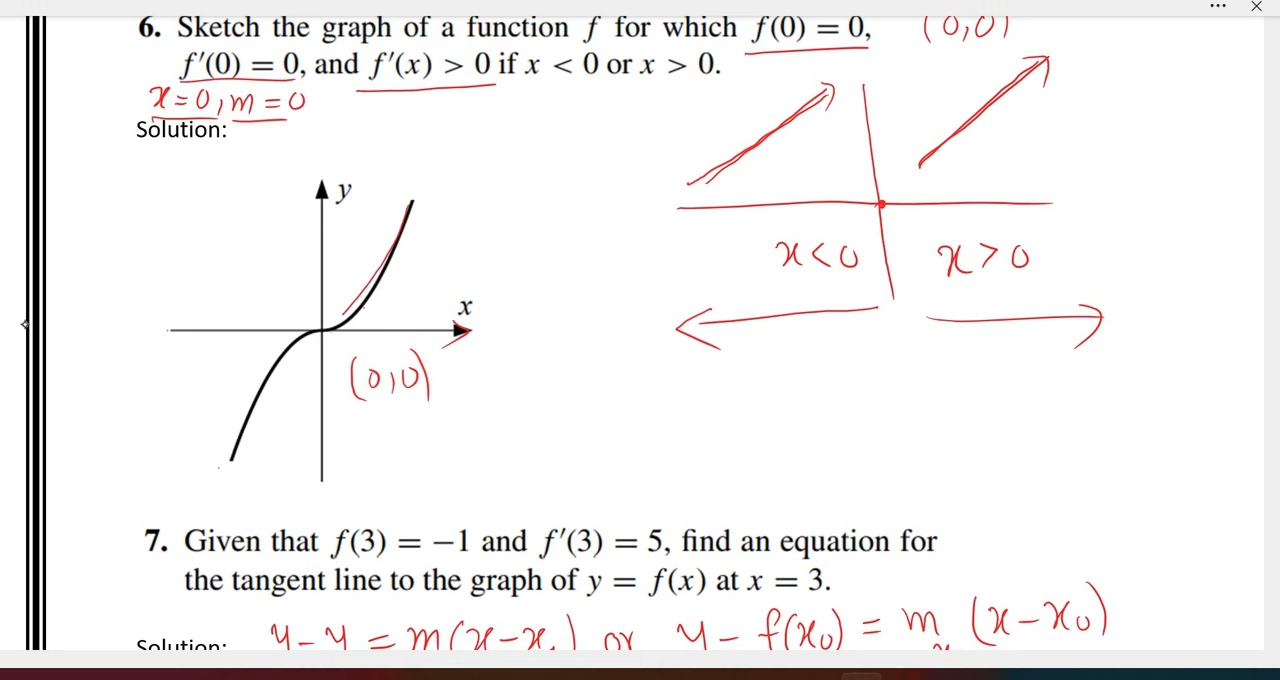 6. Sketch the graph of a function f for which f(0) = 0,
(0,0)
f′(0) = 0, and f′(x) > 0 if x < 0 or x > 0.
x=0, m=0
Solution:
y
x
(0,0)
x<0
x>0
7. Given that f(3) = −1 and f′(3) = 5, find an equation for
the tangent line to the graph of y = f(x) at x = 3.
Solution:
y-y = m(x-x ) or y- f(x₀) = m (x-x₀)